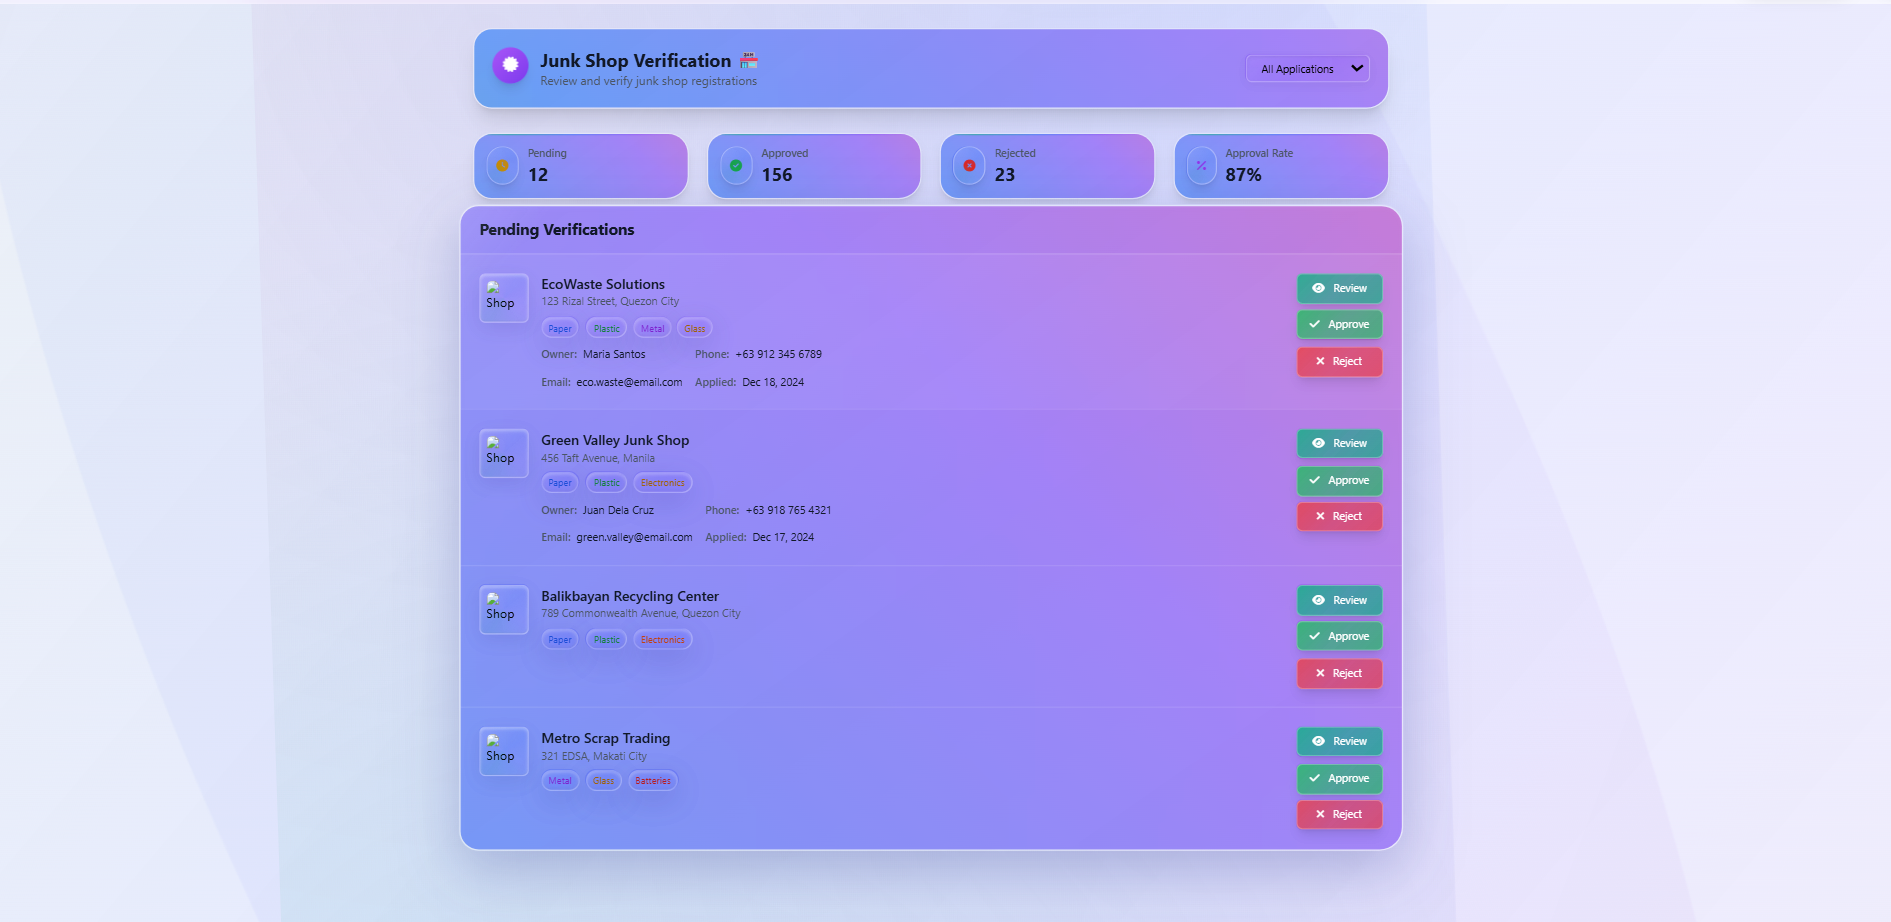 Junk Shop Verification
Review and verify junk shop registrations
All Applications
Pending
12
Approved
156
Rejected
23
Approval Rate
87%
Pending Verifications
Shop
EcoWaste Solutions
123 Rizal Street, Quezon City
Paper Plastic Metal Glass
Owner: Maria Santos Phone: +63 912 345 6789
Email: eco.waste@email.com Applied: Dec 18, 2024
Review
Approve
Reject
Shop
Green Valley Junk Shop
456 Taft Avenue, Manila
Paper Plastic Electronics
Owner: Juan Dela Cruz Phone: +63 918 765 4321
Email: green.valley@email.com Applied: Dec 17, 2024
Review
Approve
Reject
Shop
Balikbayan Recycling Center
789 Commonwealth Avenue, Quezon City
Paper Plastic Electronics
Review
Approve
Reject
Shop
Metro Scrap Trading
321 EDSA, Makati City
Metal Glass Batteries
Review
Approve
Reject